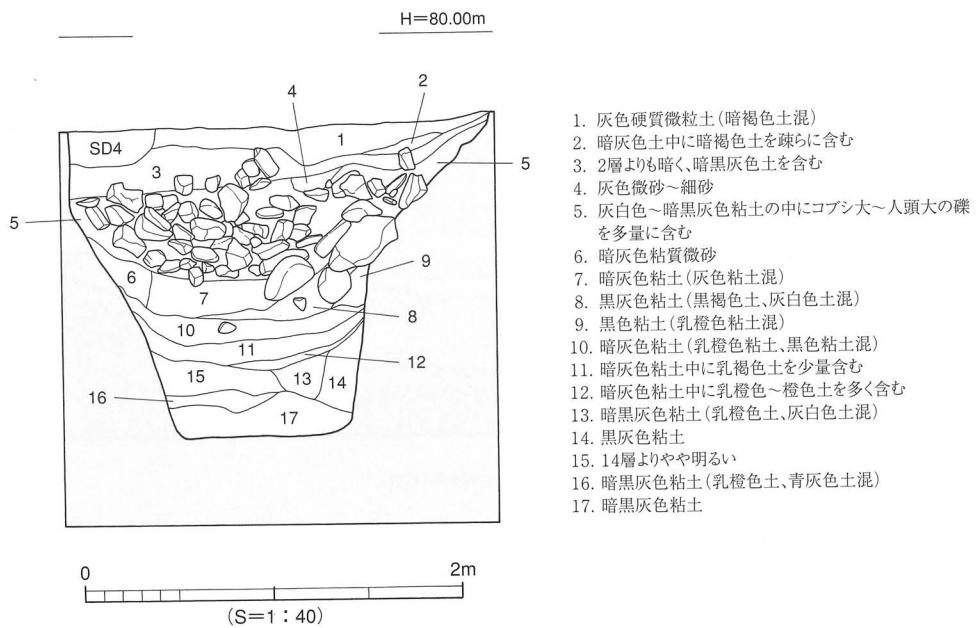 H=80.00m
4
2
SD4
1
5
3
5
6
7
9
8
10
11
12
15
13
14
16
17
1. 灰色硬質微粒土(暗褐色土混)
2. 暗灰色土中に暗褐色土を疎らに含む
3. 2層よりも暗く、暗黒灰色土を含む
4. 灰色微砂～細砂
5. 灰白色～暗黒灰色粘土の中にコブシ大～人頭大の礫
を多量に含む
6. 暗灰色粘質微砂
7. 暗灰色粘土(灰色粘土混)
8. 黒灰色粘土(黒褐色土、灰白色土混)
9. 黒色粘土(乳橙色粘土混)
10. 暗灰色粘土(乳橙色粘土、黒色粘土混)
11. 暗灰色粘土中に乳褐色土を少量含む
12. 暗灰色粘土中に乳橙色～橙色土を多く含む
13. 暗黒灰色粘土(乳橙色土、灰白色土混)
14. 黒灰色粘土
15. 14層よりやや明るい
16. 暗黒灰色粘土(乳橙色土、青灰色土混)
17. 暗黒灰色粘土
0 2m
(S=1：40)